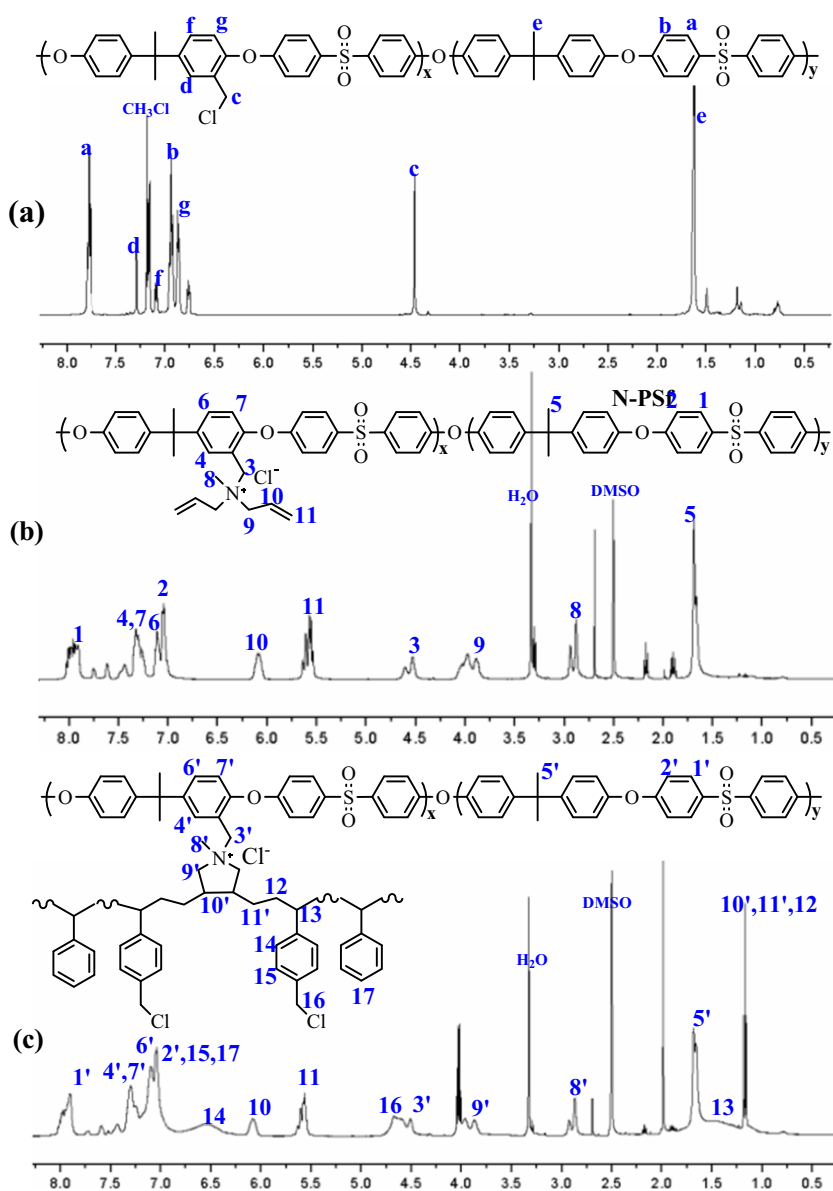 f g e b a
O O O S O O x O O O S O O y
d
c
Cl
CH₃Cl
(a)
a d f b g c e
8.0 7.5 7.0 6.5 6.0 5.5 5.0 4.5 4.0 3.5 3.0 2.5 2.0 1.5 1.0 0.5
N-PSf
6 7 5 2 1
O O O S O O x O O O S O O y
4 3 Cl⁻
8 N⁺ 10
9 11
(b)
H₂O DMSO
1 4,7 6 2 10 11 3 9 8 5
8.0 7.5 7.0 6.5 6.0 5.5 5.0 4.5 4.0 3.5 3.0 2.5 2.0 1.5 1.0 0.5
6' 7' 5' 2' 1'
O O O S O O x O O O S O O y
4' 3'
8' N⁺ Cl⁻
9'
10' 12
11' 13
14
15
16 17
Cl Cl
(c)
H₂O DMSO 10',11',12
1' 4',7' 6' 2',15,17 14 10 11 16 3' 9' 8' 5' 13
8.0 7.5 7.0 6.5 6.0 5.5 5.0 4.5 4.0 3.5 3.0 2.5 2.0 1.5 1.0 0.5